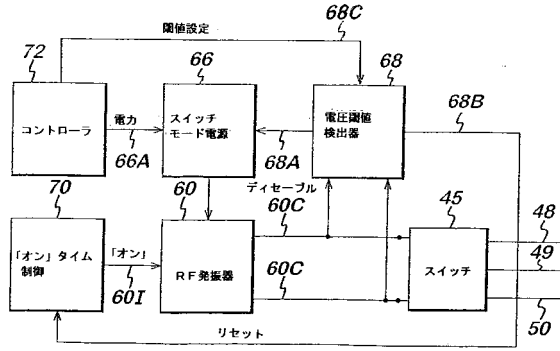 閾値設定
68C
72
66
68
68B
コントローラ
電力
66A
スイッチ
モード電源
68A
電圧閾値
検出器
ディセーブル
70
60
60C
45
48
「オン」タイム
制御
「オン」
60I
RF発振器
60C
スイッチ
49
50
リセット